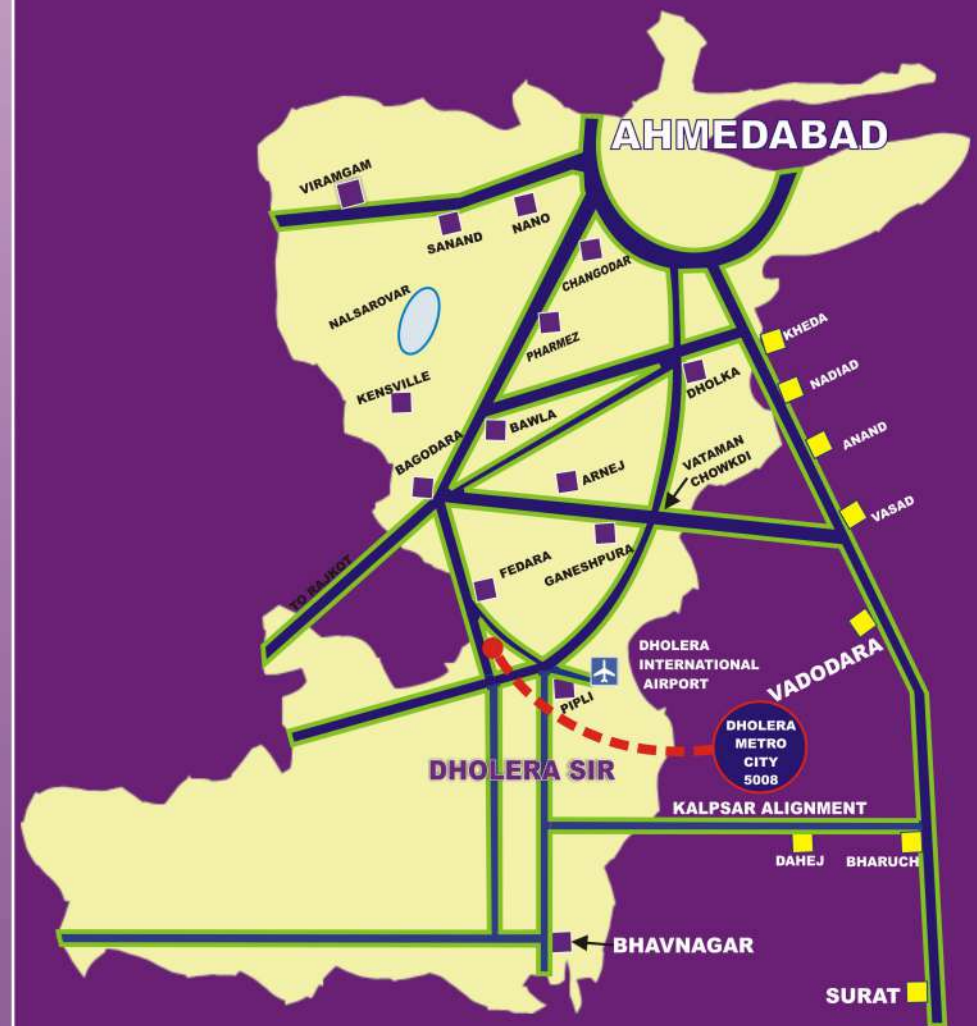 AHMEDABAD
VIRAMGAM
SANAND
NANO
CHANGODAR
NALSAROVAR
PHARMEZ
KHEDA
KENSVILLE
DHOLKA
NADIAD
BAWLA
ANAND
BAGODARA
VATAMAN
CHOWKDI
ARNEJ
VASAD
FEDARA
GANESHPURA
TO RAJKOT
DHOLERA
INTERNATIONAL
AIRPORT
VADODARA
PIPLI
DHOLERA
METRO
CITY
5008
DHOLERA SIR
KALPSAR ALIGNMENT
DAHEJ
BHARUCH
BHAVNAGAR
SURAT